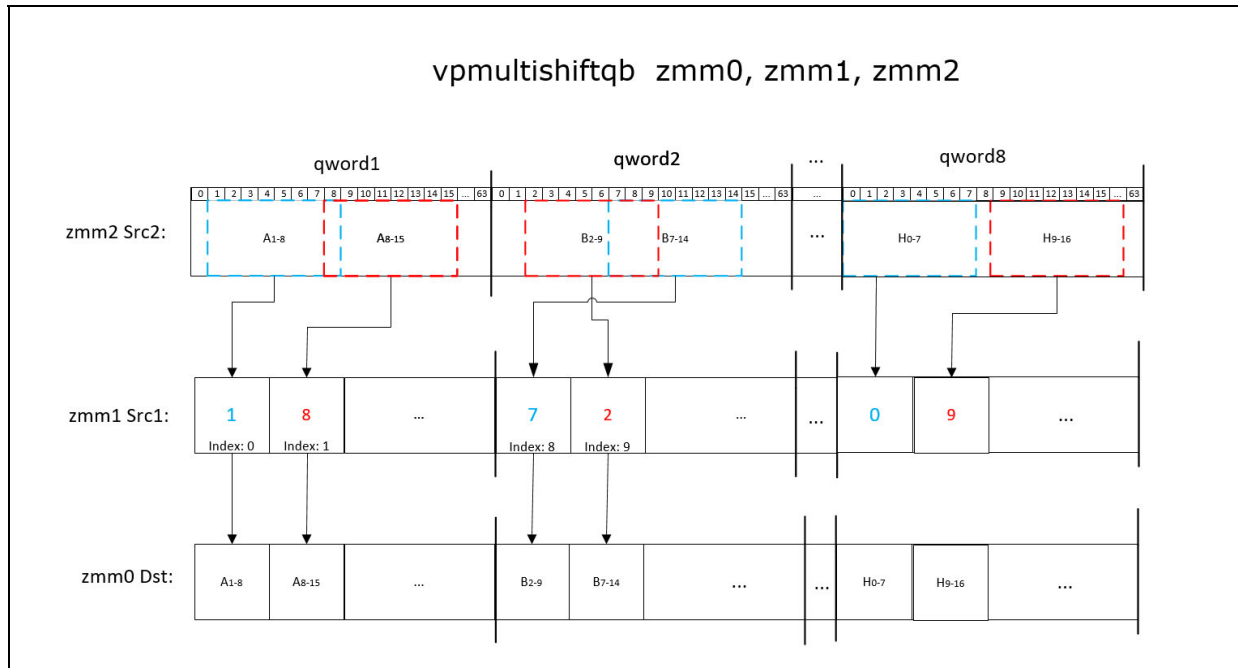 vpmultishiftqb zmm0, zmm1, zmm2
qword1 qword2 ... qword8
0 1 2 3 4 5 6 7 8 9 10 11 12 13 14 15 ... 63 0 1 2 3 4 5 6 7 8 9 10 11 12 13 14 15 ... 63 ... 0 1 2 3 4 5 6 7 8 9 10 11 12 13 14 15 ... 63
zmm2 Src2: A1-8 A8-15 B2-9 B7-14 ... H0-7 H9-16
zmm1 Src1: 1 8 ... 7 2 ... ... 0 9 ...
Index: 0 Index: 1 Index: 8 Index: 9
zmm0 Dst: A1-8 A8-15 ... B2-9 B7-14 ... ... H0-7 H9-16 ...